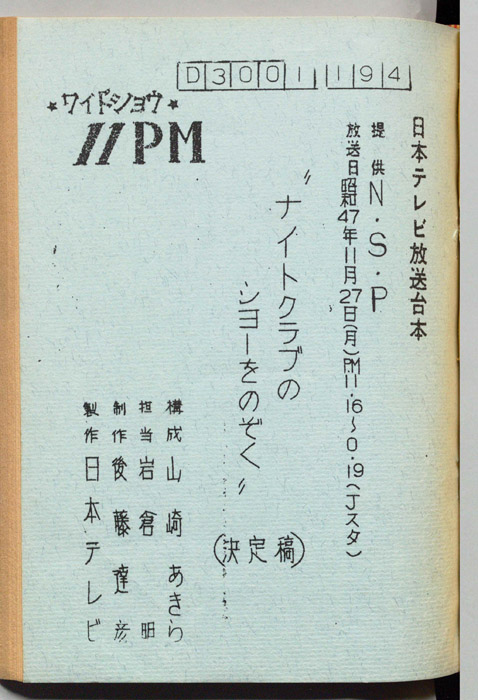 D3001194
日本テレビ放送台本
提供 N・S・P
放送日昭和47年11月27日(月)PM11・16〜0・19(Jスタ)
★ワイドショウ★
11PM
"ナイトクラブの
ショーをのぞく"
(決定稿)
構成 山崎あきら
担当 岩倉明
制作 後藤達彦
製作 日本テレビ